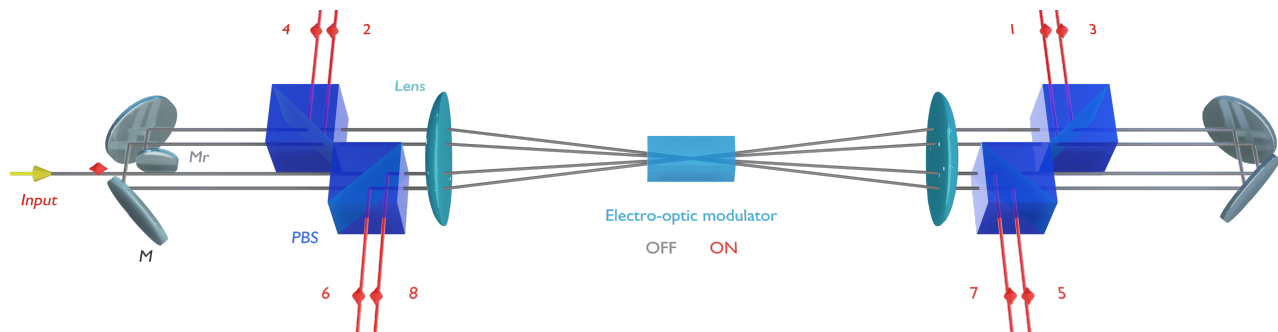 4 2 1 3
Lens
Mr
Input
M
PBS
Electro-optic modulator
OFF ON
6 8 7 5